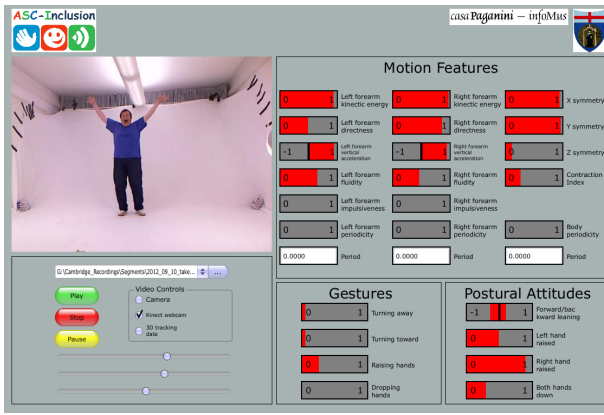 ASC-Inclusion
casa Paganini – infoMus
Motion Features
0 1 Left forearm kinectic energy
0 1 Right forearm kinectic energy
0 1 X symmetry
0 1 Left forearm directness
0 1 Right forearm directness
0 1 Y symmetry
-1 1 Left forearm vertical acceleration
-1 1 Right forearm vertical acceleration
0 1 Z symmetry
0 1 Left forearm fluidity
0 1 Right forearm fluidity
0 1 Contraction Index
0 1 Left forearm impulsiveness
0 1 Right forearm impulsiveness
0 1 Left forearm periodicity
0 1 Right forearm periodicity
0 1 Body periodicity
0.0000 Period
0.0000 Period
0.0000 Period
G:\Cambridge_Recordings\Segments\2012_09_10_take... ...
Play
Stop
Pause
Video Controls
Camera
Kinect webcam
3D tracking data
Gestures
0 1 Turning away
0 1 Turning toward
0 1 Raising hands
0 1 Dropping hands
Postural Attitudes
-1 1 Forward/bac kward leaning
0 1 Left hand raised
0 1 Right hand raised
0 1 Both hands down